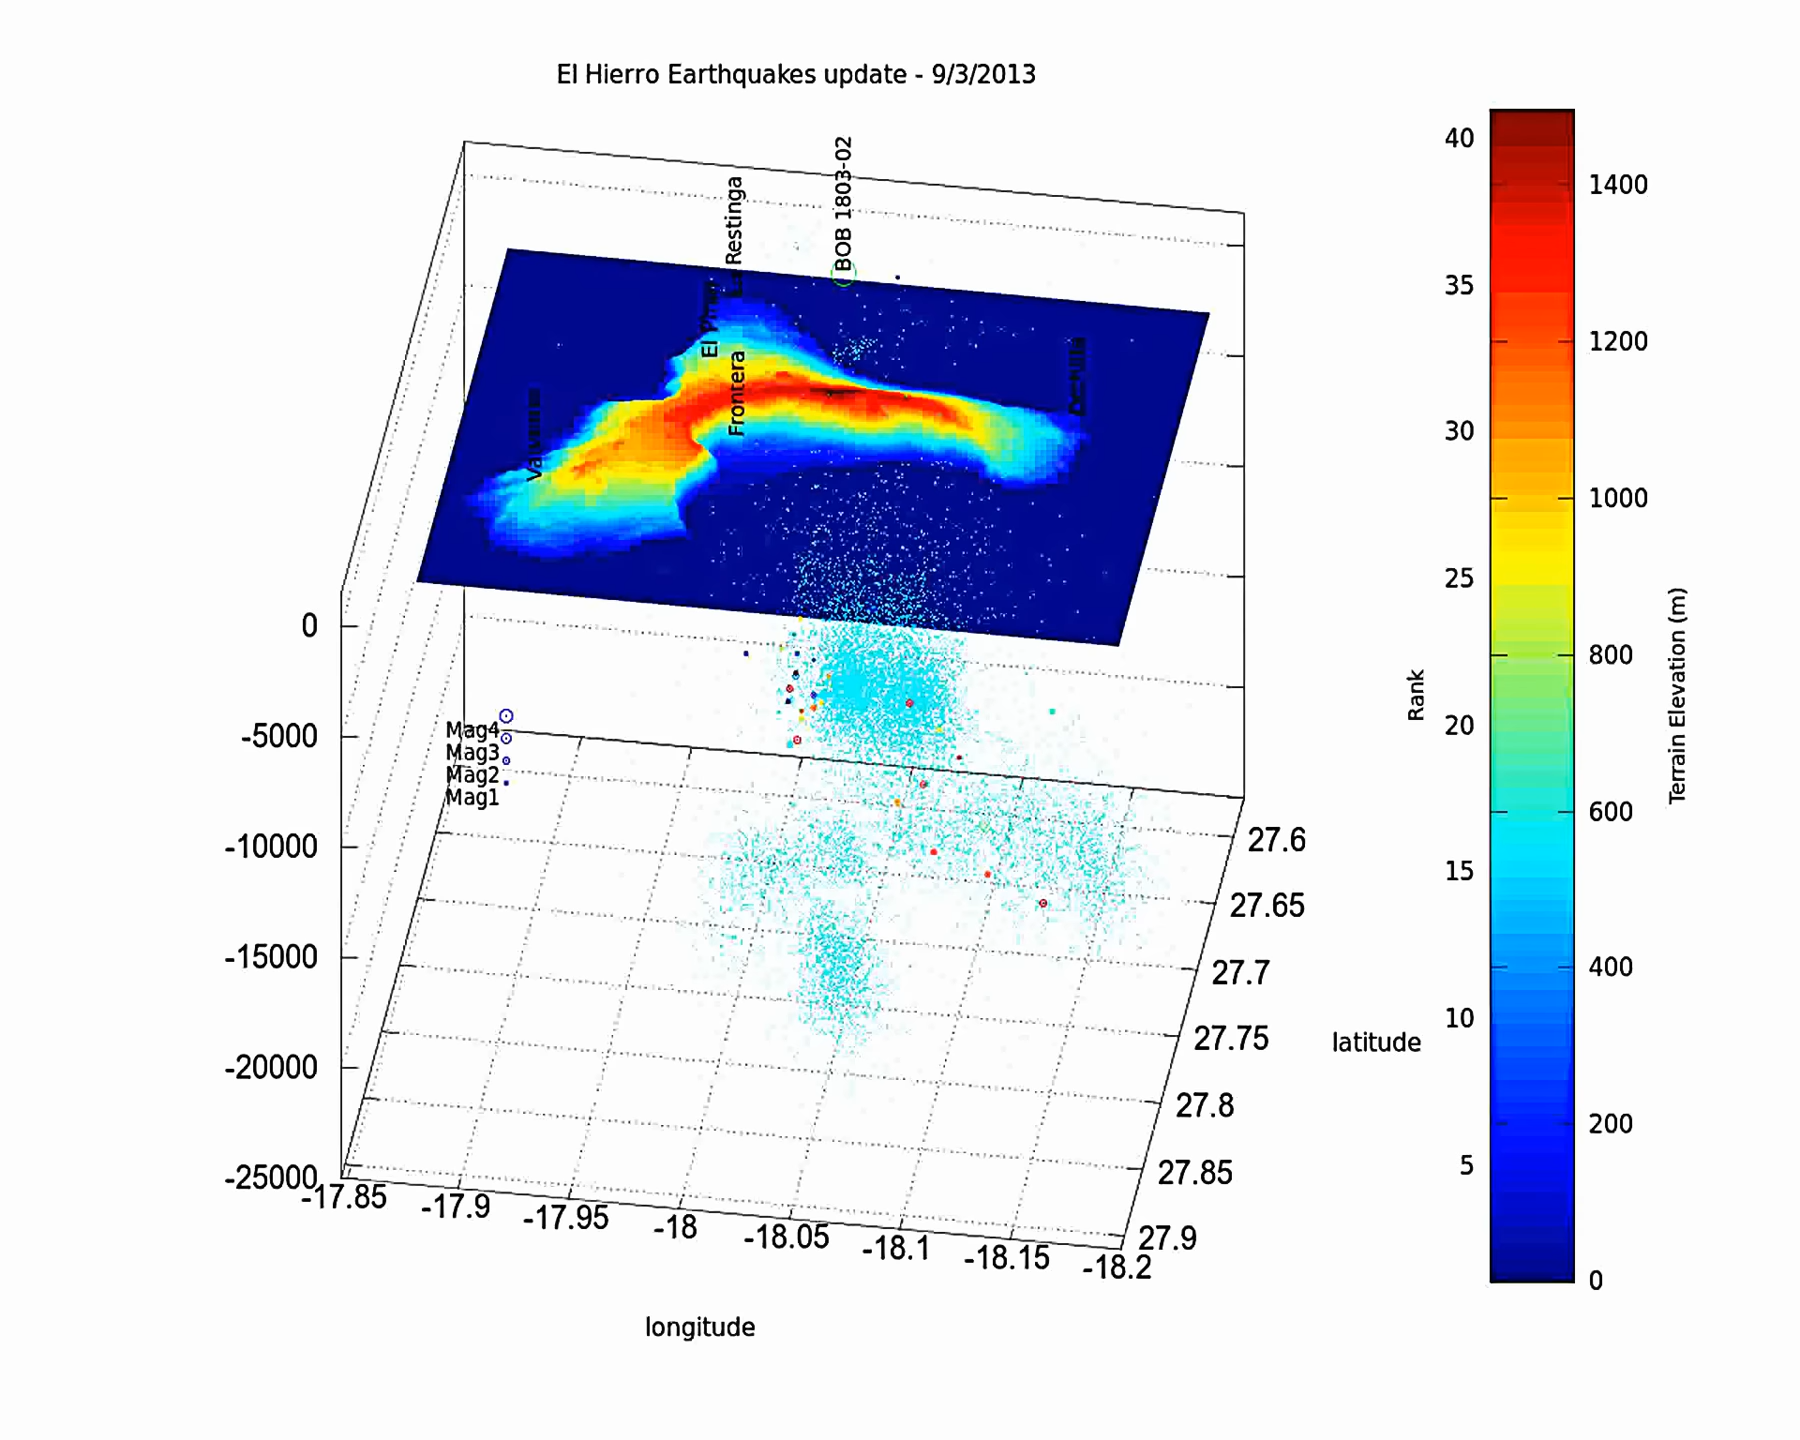 El Hierro Earthquakes update - 9/3/2013
BOB 1803-02
La Restinga
El Pinar
Frontera
Valverde
0
-5000
-10000
-15000
-20000
-25000
Mag4
Mag3
Mag2
Mag1
-17.85
-17.9
-17.95
-18
-18.05
-18.1
-18.15
-18.2
longitude
27.6
27.65
27.7
27.75
27.8
27.85
27.9
latitude
40
35
30
25
20
15
10
5
Rank
1400
1200
1000
800
600
400
200
0
Terrain Elevation (m)